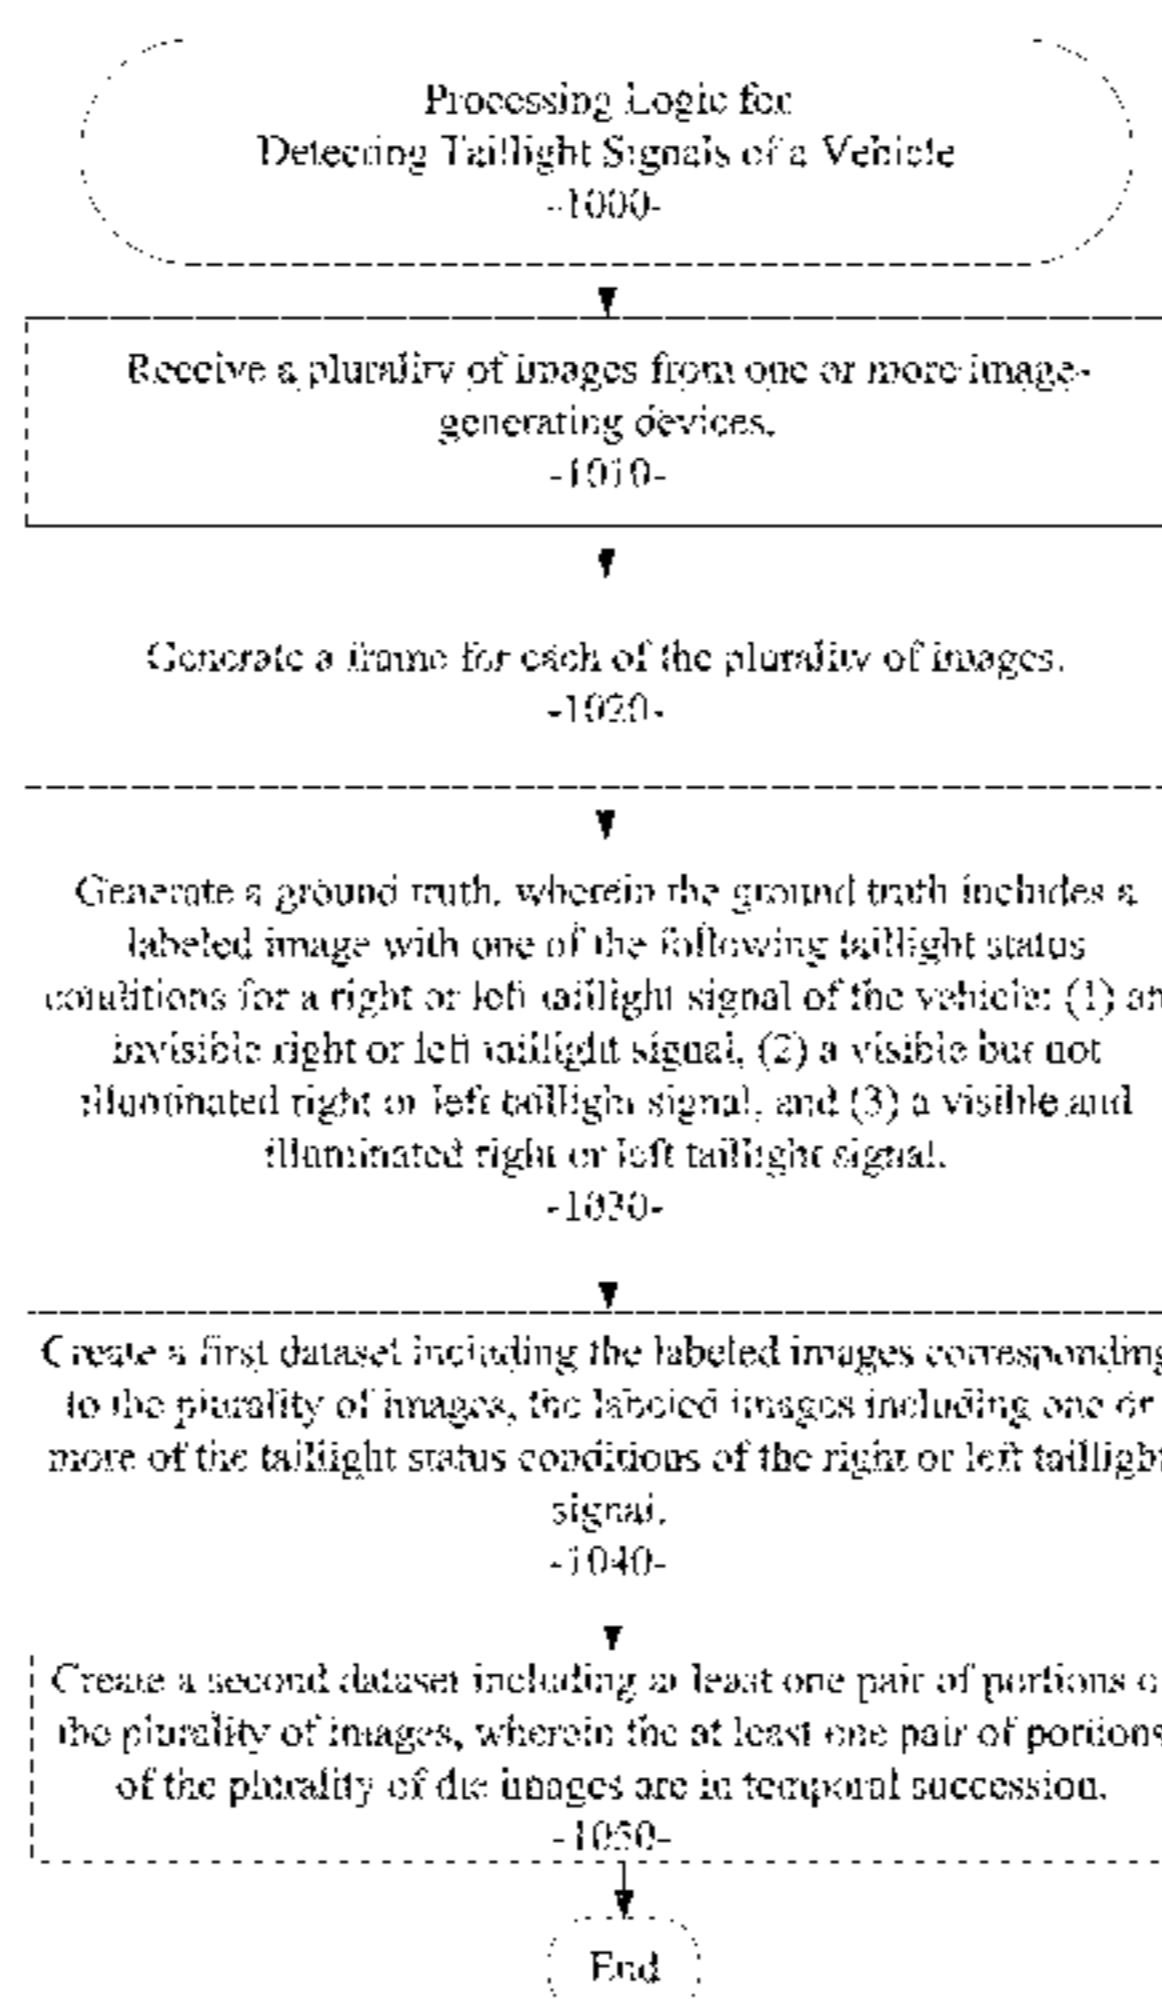 Processing Logic for
Detecting Taillight Signals of a Vehicle
-1000-
Receive a plurality of images from one or more image-
generating devices.
-1010-
Generate a frame for each of the plurality of images.
-1020-
Generate a ground truth, wherein the ground truth includes a
labeled image with one of the following taillight status
conditions for a right or left taillight signal of the vehicle: (1) an
invisible right or left taillight signal, (2) a visible but not
illuminated right or left taillight signal, and (3) a visible and
illuminated right or left taillight signal.
-1030-
Create a first dataset including the labeled images corresponding
to the plurality of images, the labeled images including one or
more of the taillight status conditions of the right or left taillight
signal.
-1040-
Create a second dataset including at least one pair of portions o
the plurality of images, wherein the at least one pair of portions
of the plurality of the images are in temporal succession.
-1050-
End